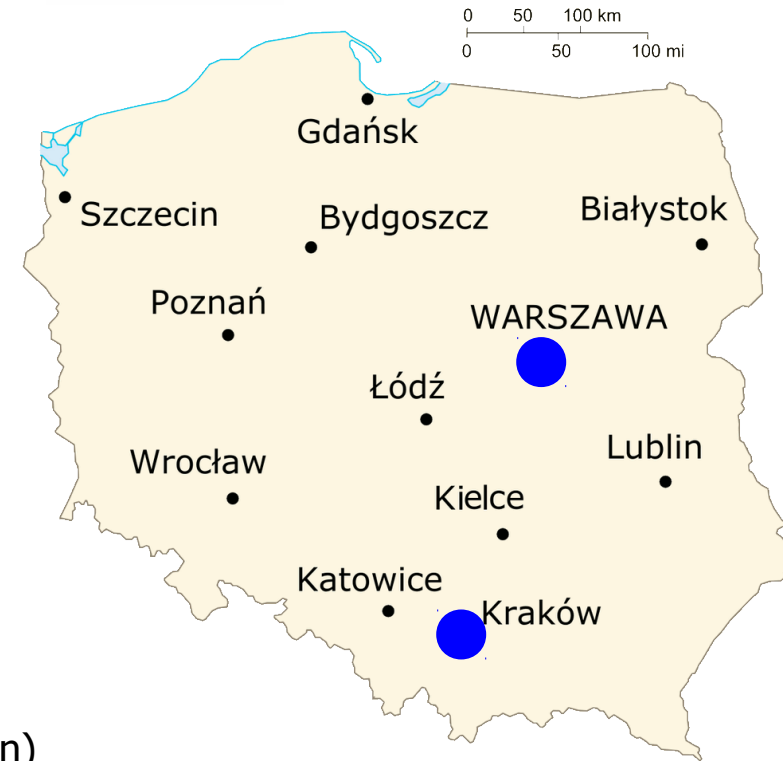 0 50 100 km
0 50 100 mi
Gdańsk
Szczecin
Bydgoszcz
Białystok
Poznań
WARSZAWA
Łódź
Wrocław
Lublin
Kielce
Katowice
Kraków
n)